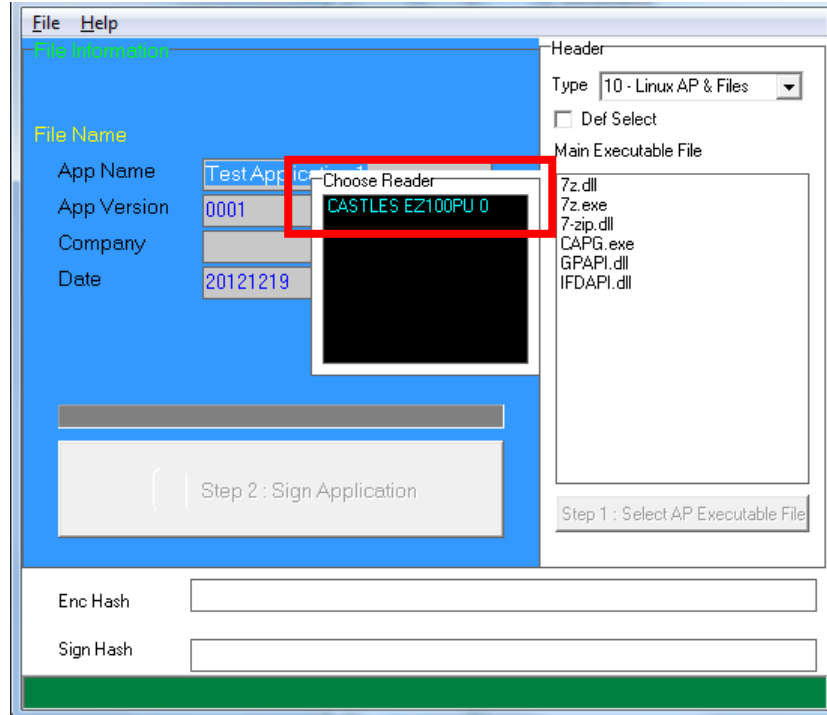 File Help
File Information
File Name
App Name Test Application 1
App Version 0001
Company
Date 20121219
Choose Reader
CASTLES EZ100PU 0
Step 2 : Sign Application
Header
Type 10 - Linux AP & Files
Def Select
Main Executable File
7z.dll
7z.exe
7-zip.dll
CAPG.exe
GPAPI.dll
IFDAPI.dll
Step 1 : Select AP Executable File
Enc Hash
Sign Hash